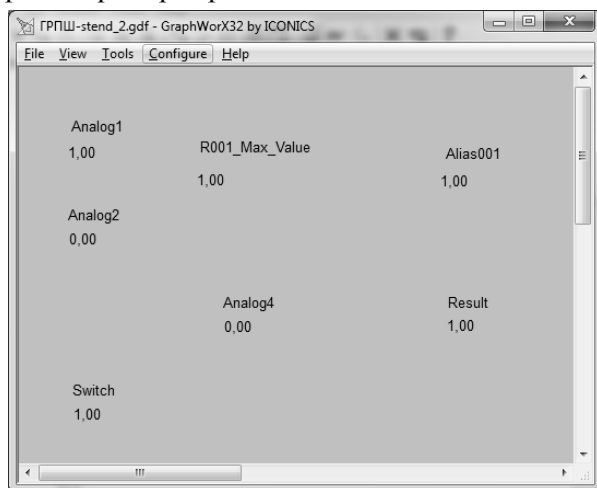 ГРПШ-stend_2.gdf - GraphWorX32 by ICONICS
File View Tools Configure Help
Analog1
1,00
R001_Max_Value
1,00
Alias001
1,00
Analog2
0,00
Analog4
0,00
Result
1,00
Switch
1,00